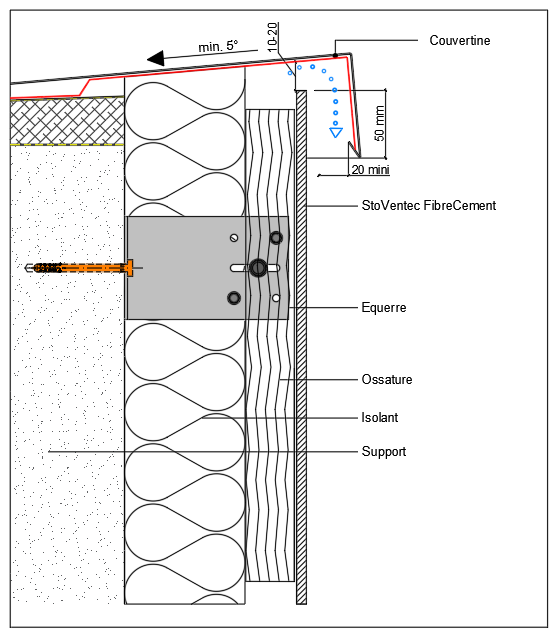 10-20
min. 5°
Couvertine
50 mm
20 mini
StoVentec FibreCement
Equerre
Ossature
Isolant
Support